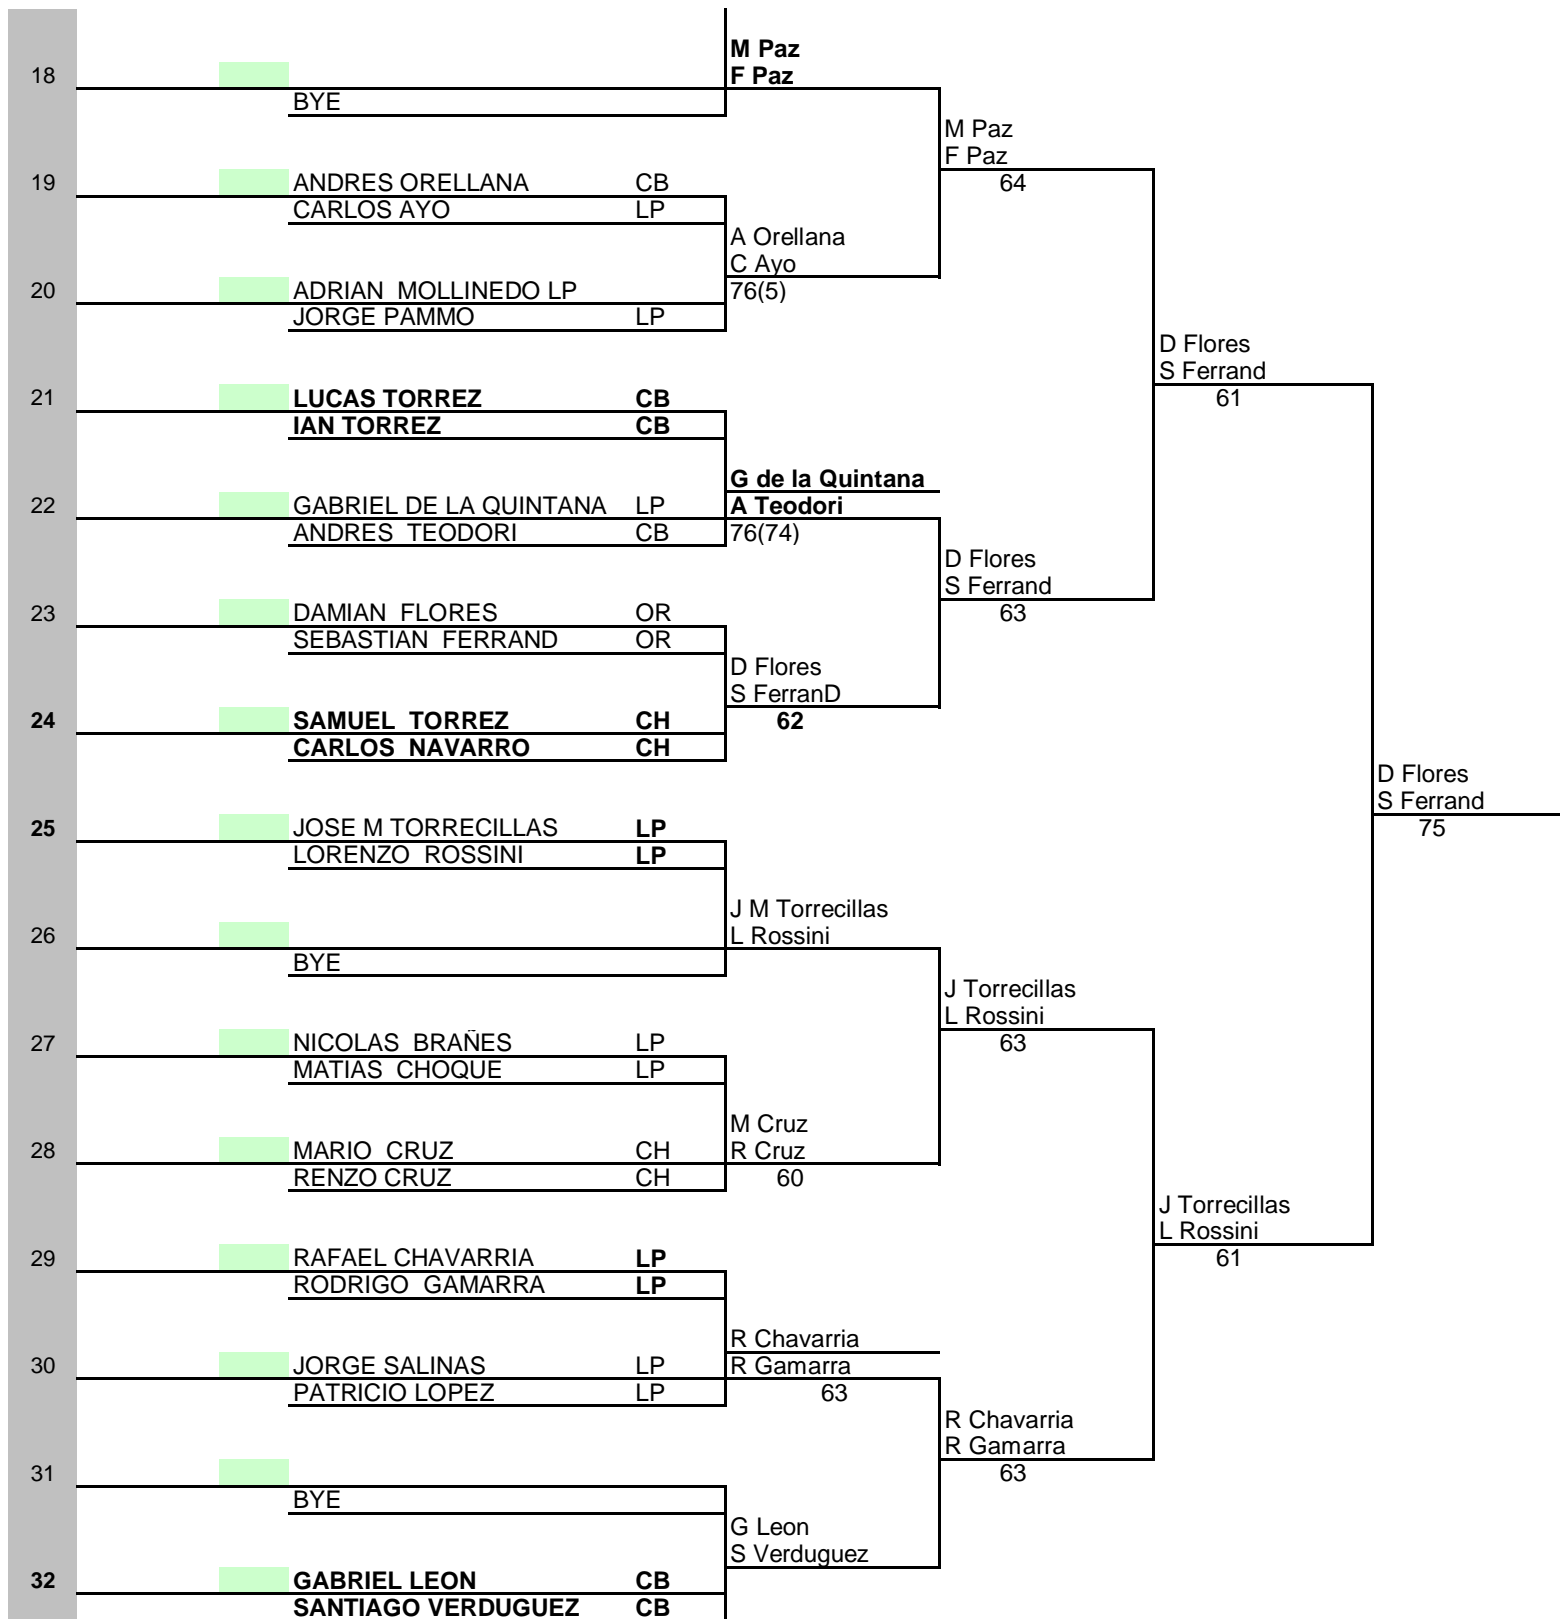 M Paz
18 F Paz
BYE
M Paz
F Paz
19 ANDRES ORELLANA CB 64
CARLOS AYO LP
A Orellana
C Ayo
20 ADRIAN MOLLINEDO LP 76(5)
JORGE PAMMO LP
D Flores
S Ferrand
21 LUCAS TORREZ CB 61
IAN TORREZ CB
G de la Quintana
22 GABRIEL DE LA QUINTANA LP A Teodori
ANDRES TEODORI CB 76(74)
D Flores
S Ferrand
23 DAMIAN FLORES OR 63
SEBASTIAN FERRAND OR
D Flores
S FerranD
24 SAMUEL TORREZ CH 62
CARLOS NAVARRO CH
D Flores
S Ferrand
25 JOSE M TORRECILLAS LP 75
LORENZO ROSSINI LP
J M Torrecillas
26 L Rossini
BYE
J Torrecillas
L Rossini
27 NICOLAS BRAÑES LP 63
MATIAS CHOQUE LP
M Cruz
28 MARIO CRUZ CH R Cruz
RENZO CRUZ CH 60
J Torrecillas
L Rossini
29 RAFAEL CHAVARRIA LP 61
RODRIGO GAMARRA LP
R Chavarria
30 JORGE SALINAS LP R Gamarra
PATRICIO LOPEZ LP 63
R Chavarria
R Gamarra
31 63
BYE
G Leon
S Verduguez
32 GABRIEL LEON CB
SANTIAGO VERDUGUEZ CB